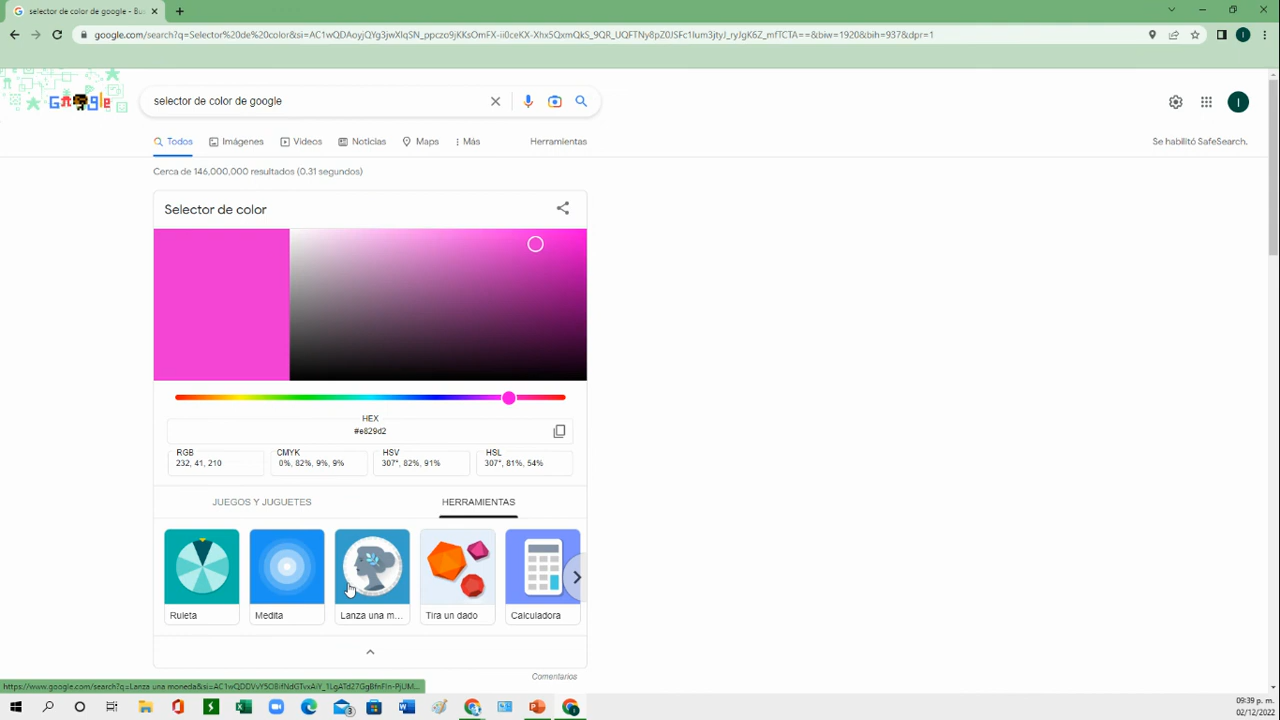 selector de color de google - Bu
google.com/search?q=Selector%20de%20color&si=AC1wQDAoyjQYg3jwXIqSN_ppczo9jKKsOmFX-ii0ceKX-Xhx5QxmQkS_9QR_UQFTNy8pZ0JSFc1Ium3jtyJ_ryJgK6Z_mfTCTA==&biw=1920&bih=937&dpr=1
Google
selector de color de google
Todos
Imágenes
Videos
Noticias
Maps
Más
Herramientas
Se habilitó SafeSearch.
Cerca de 146,000,000 resultados (0.31 segundos)
Selector de color
HEX
#e829d2
RGB
232, 41, 210
CMYK
0%, 82%, 9%, 9%
HSV
307°, 82%, 91%
HSL
307°, 81%, 54%
JUEGOS Y JUGUETES
HERRAMIENTAS
Ruleta
Medita
Lanza una m...
Tira un dado
Calculadora
Comentarios
09:39 p. m.
02/12/2022